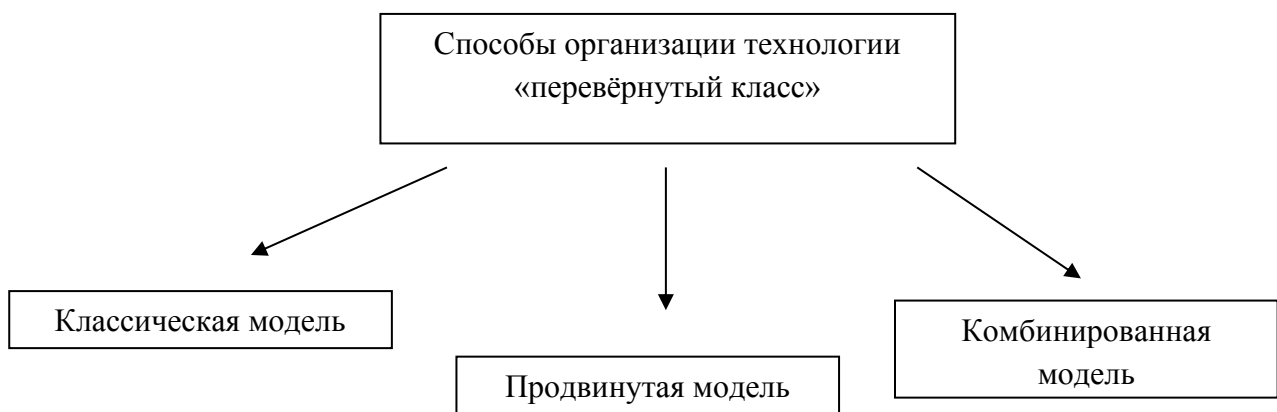 Способы организации технологии
«перевёрнутый класс»
Классическая модель
Продвинутая модель
Комбинированная
модель